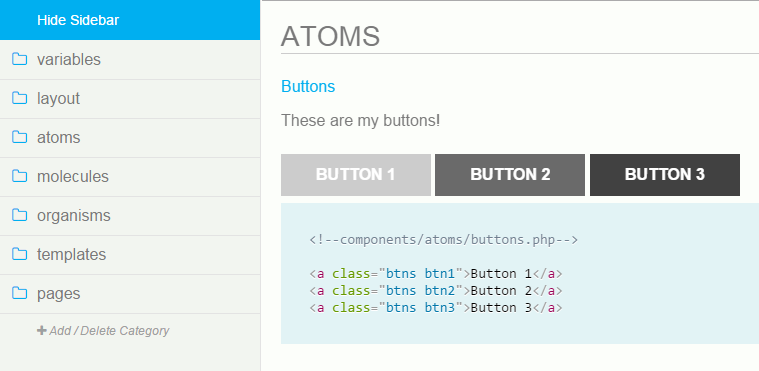 Hide Sidebar
variables
layout
atoms
molecules
organisms
templates
pages
Add / Delete Category
ATOMS
Buttons
These are my buttons!
BUTTON 1 BUTTON 2 BUTTON 3
<!--components/atoms/buttons.php-->
<a class="btns btn1">Button 1</a>
<a class="btns btn2">Button 2</a>
<a class="btns btn3">Button 3</a>